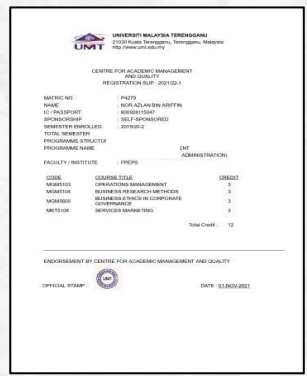 UMT
UNIVERSITI MALAYSIA TERENGGANU
21030 Kuala Terengganu, Terengganu, Malaysia
http://www.umt.edu.my
CENTRE FOR ACADEMIC MANAGEMENT
AND QUALITY
REGISTRATION SLIP : 2021/22-1
MATRIC NO : P4279
NAME : NOR AZLAN BIN ARIFFIN
IC / PASSPORT :
SPONSORSHIP : SELF-SPONSORED
SEMESTER ENROLLED : 2019/20-2
TOTAL SEMESTER
PROGRAMME STRUCTUR
PROGRAMME NAME ENT
ADMINISTRATION)
FACULTY / INSTITUTE : FPEPS
CODE COURSE TITLE CREDIT
MGM5103 OPERATIONS MANAGEMENT 3
MGM5104 BUSINESS RESEARCH METHODS 3
MGM5800 BUSINESS ETHICS IN CORPORATE GOVERNANCE 3
MKT5104 SERVICES MARKETING 3
Total Credit : 12
ENDORSEMENT BY CENTRE FOR ACADEMIC MANAGEMENT AND QUALITY
OFFICIAL STAMP : UMT DATE : 01-NOV-2021